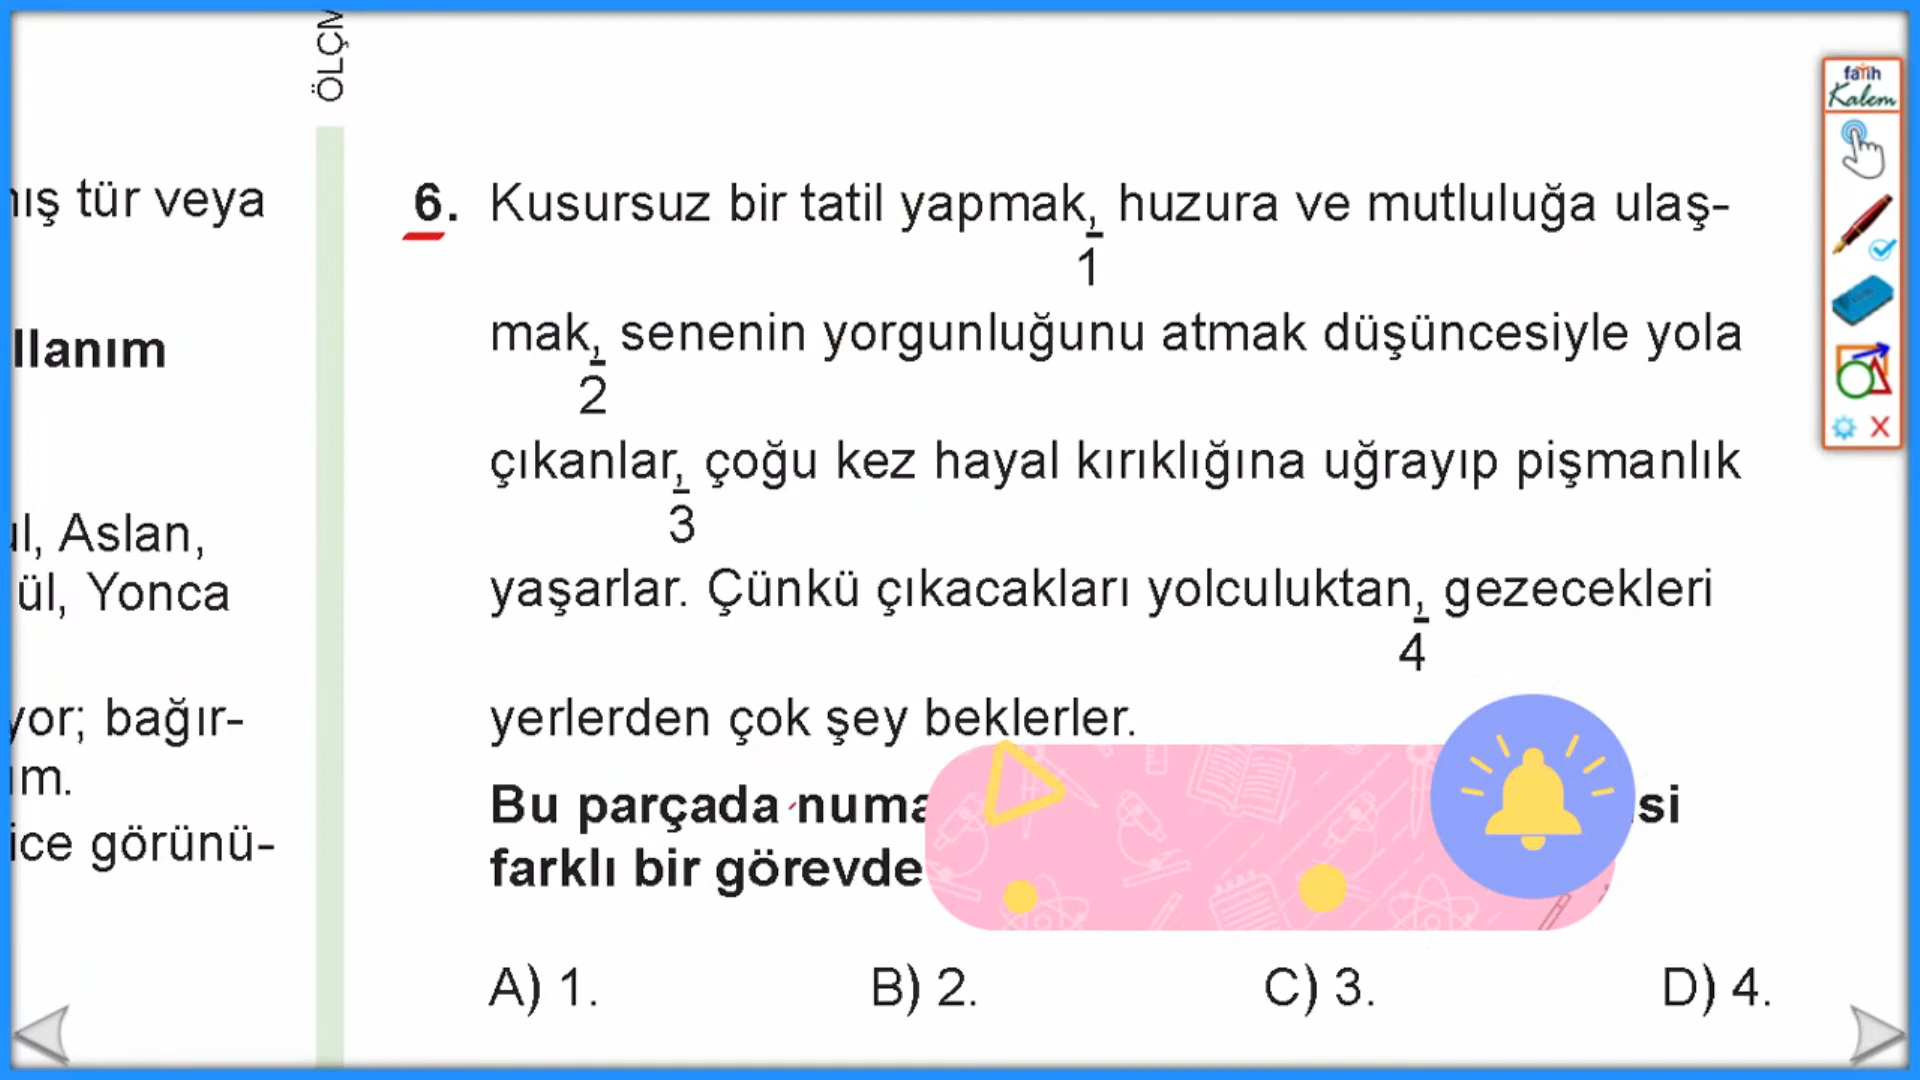 ÖLÇM
ış tür veya
llanım
l, Aslan,
ül, Yonca
yor; bağır-
m.
ice görünü-
6. Kusursuz bir tatil yapmak, huzura ve mutluluğa ulaş-
1
mak, senenin yorgunluğunu atmak düşüncesiyle yola
2
çıkanlar, çoğu kez hayal kırıklığına uğrayıp pişmanlık
3
yaşarlar. Çünkü çıkacakları yolculuktan, gezecekleri
4
yerlerden çok şey beklerler.
Bu parçada numa si
farklı bir görevde
A) 1. B) 2. C) 3. D) 4.
fatih
Kalem